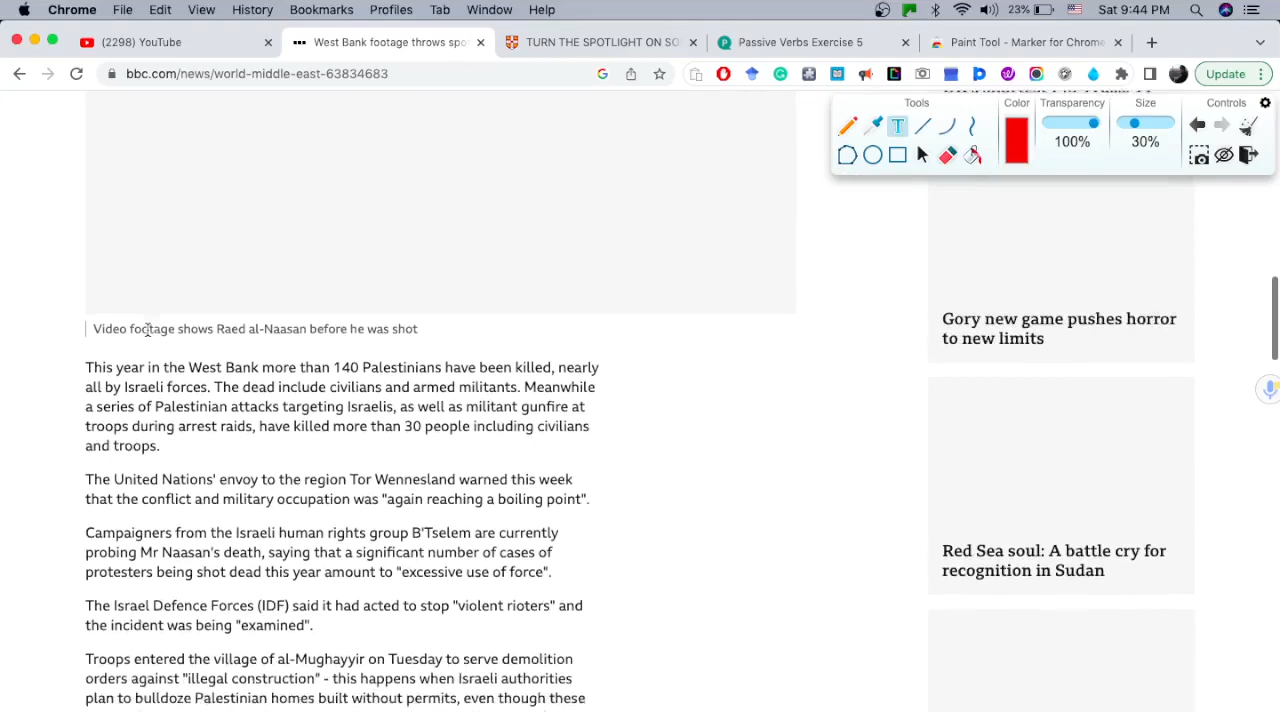 Chrome File Edit View History Bookmarks Profiles Tab Window Help 23% Sat 9:44 PM
(2298) YouTube
West Bank footage throws spo
TURN THE SPOTLIGHT ON SO
Passive Verbs Exercise 5
Paint Tool - Marker for Chrome
bbc.com/news/world-middle-east-63834683
Update
Tools
Color
Transparency
100%
Size
30%
Controls
Video footage shows Raed al-Naasan before he was shot
This year in the West Bank more than 140 Palestinians have been killed, nearly
all by Israeli forces. The dead include civilians and armed militants. Meanwhile
a series of Palestinian attacks targeting Israelis, as well as militant gunfire at
troops during arrest raids, have killed more than 30 people including civilians
and troops.
The United Nations' envoy to the region Tor Wennesland warned this week
that the conflict and military occupation was "again reaching a boiling point".
Campaigners from the Israeli human rights group B'Tselem are currently
probing Mr Naasan's death, saying that a significant number of cases of
protesters being shot dead this year amount to "excessive use of force".
The Israel Defence Forces (IDF) said it had acted to stop "violent rioters" and
the incident was being "examined".
Troops entered the village of al-Mughayyir on Tuesday to serve demolition
orders against "illegal construction" - this happens when Israeli authorities
plan to bulldoze Palestinian homes built without permits, even though these
Gory new game pushes horror
to new limits
Red Sea soul: A battle cry for
recognition in Sudan